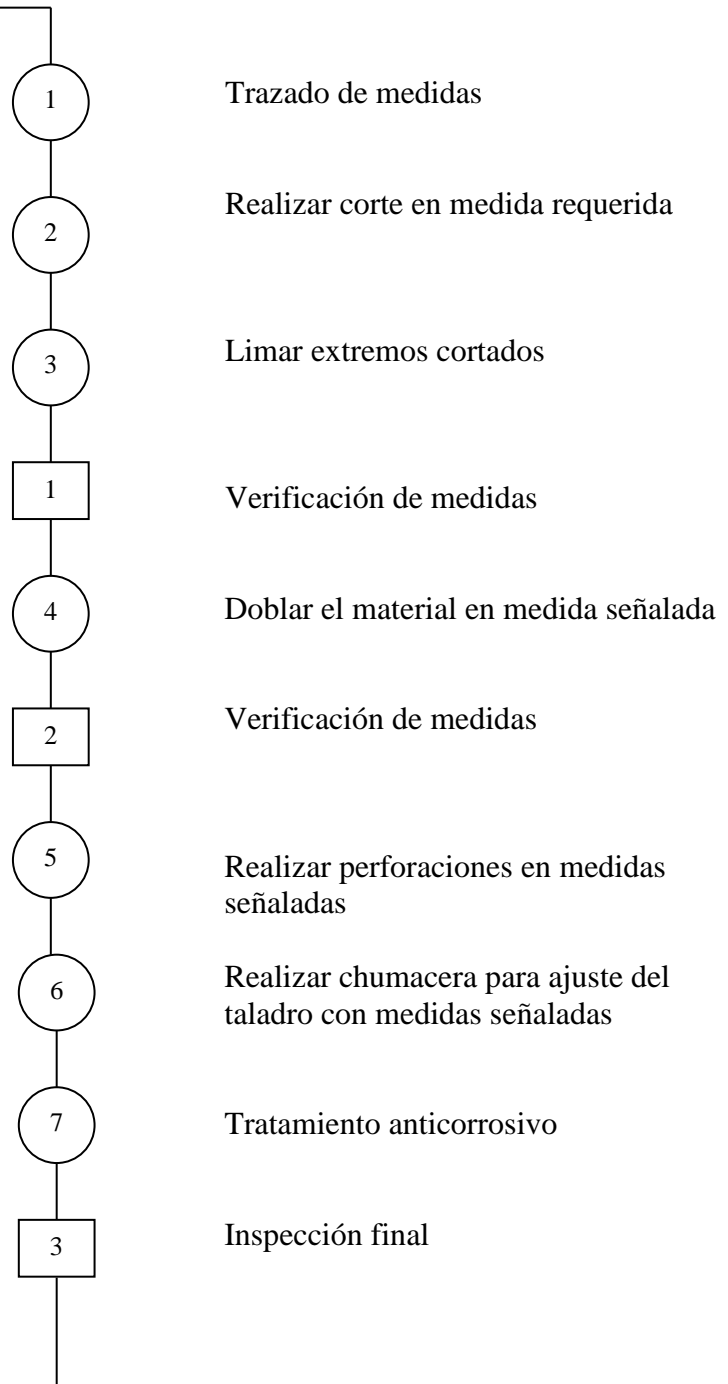 1
Trazado de medidas
2
Realizar corte en medida requerida
3
Limar extremos cortados
1
Verificación de medidas
4
Doblar el material en medida señalada
2
Verificación de medidas
5
Realizar perforaciones en medidas
señaladas
6
Realizar chumacera para ajuste del
taladro con medidas señaladas
7
Tratamiento anticorrosivo
3
Inspección final